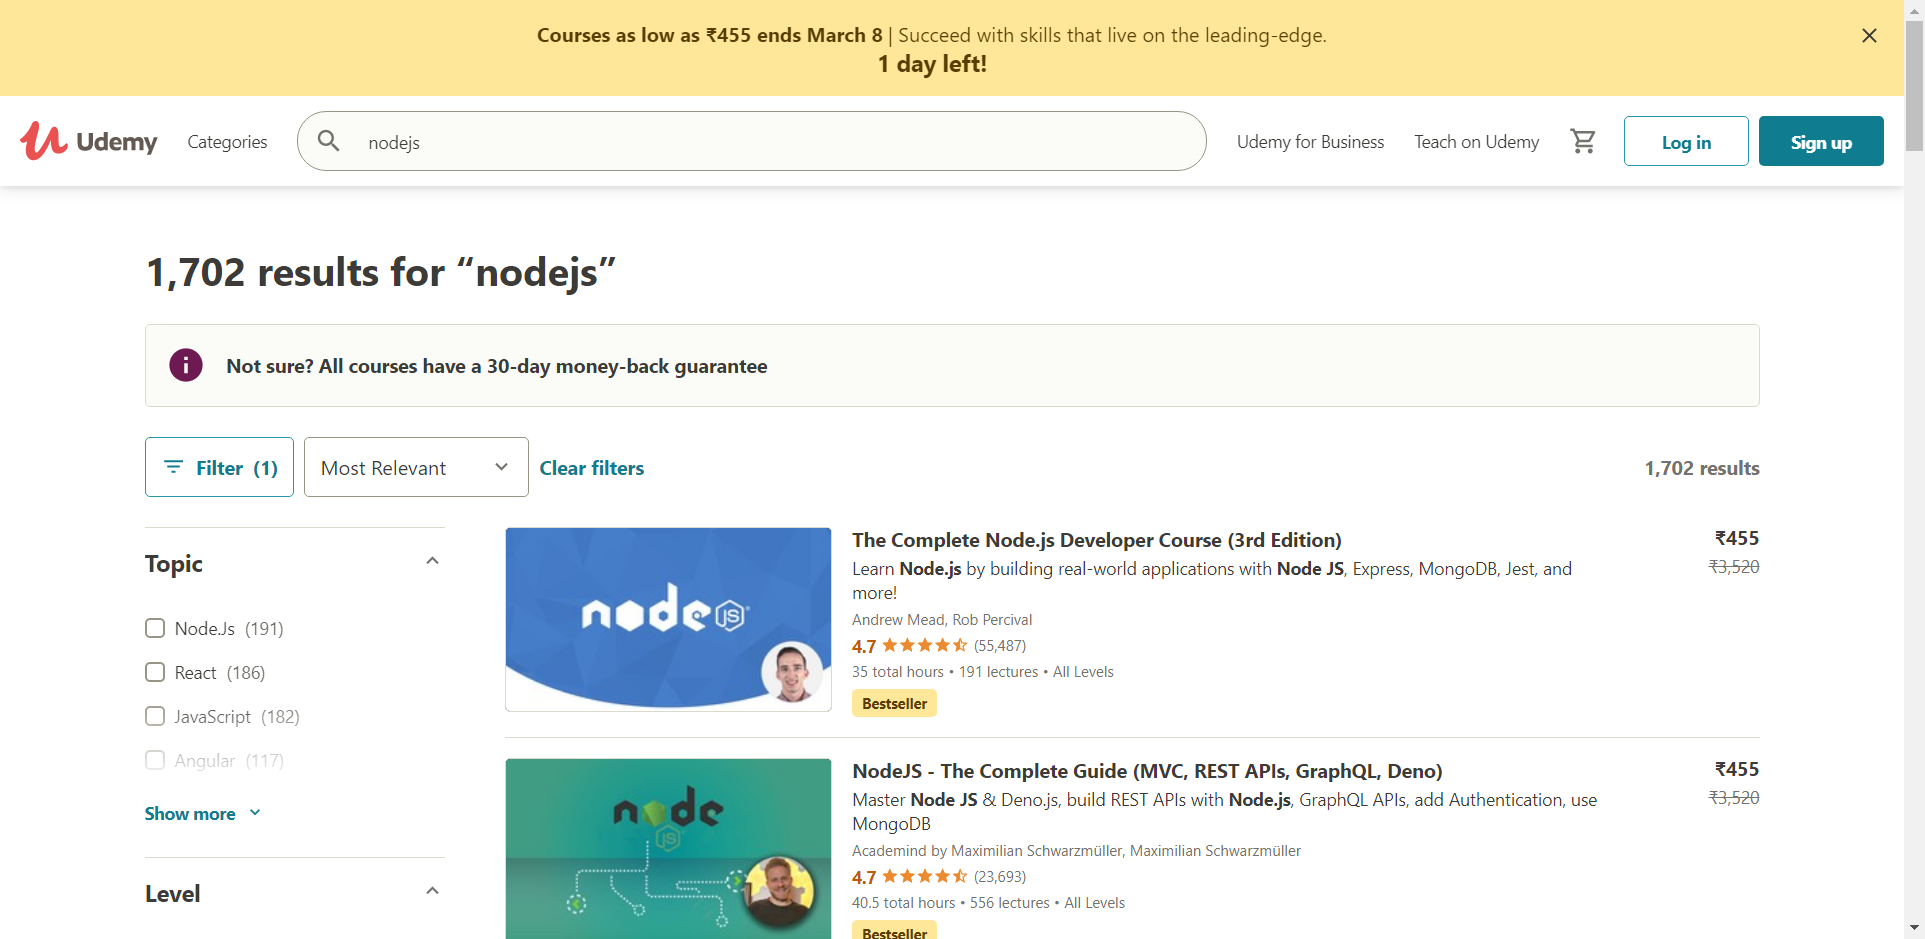 Courses as low as ₹455 ends March 8 | Succeed with skills that live on the leading-edge.
1 day left!
Udemy
Categories
nodejs
Udemy for Business
Teach on Udemy
Log in
Sign up
1,702 results for “nodejs”
Not sure? All courses have a 30-day money-back guarantee
Filter (1)
Most Relevant
Clear filters
1,702 results
Topic
Node.Js (191)
React (186)
JavaScript (182)
Angular (117)
Show more
Level
node JS
The Complete Node.js Developer Course (3rd Edition)
₹455
Learn Node.js by building real-world applications with Node JS, Express, MongoDB, Jest, and
₹3,520
more!
Andrew Mead, Rob Percival
4.7 (55,487)
35 total hours • 191 lectures • All Levels
Bestseller
node
JS
NodeJS - The Complete Guide (MVC, REST APIs, GraphQL, Deno)
₹455
Master Node JS & Deno.js, build REST APIs with Node.js, GraphQL APIs, add Authentication, use
₹3,520
MongoDB
Academind by Maximilian Schwarzmüller, Maximilian Schwarzmüller
4.7 (23,693)
40.5 total hours • 556 lectures • All Levels
Bestseller